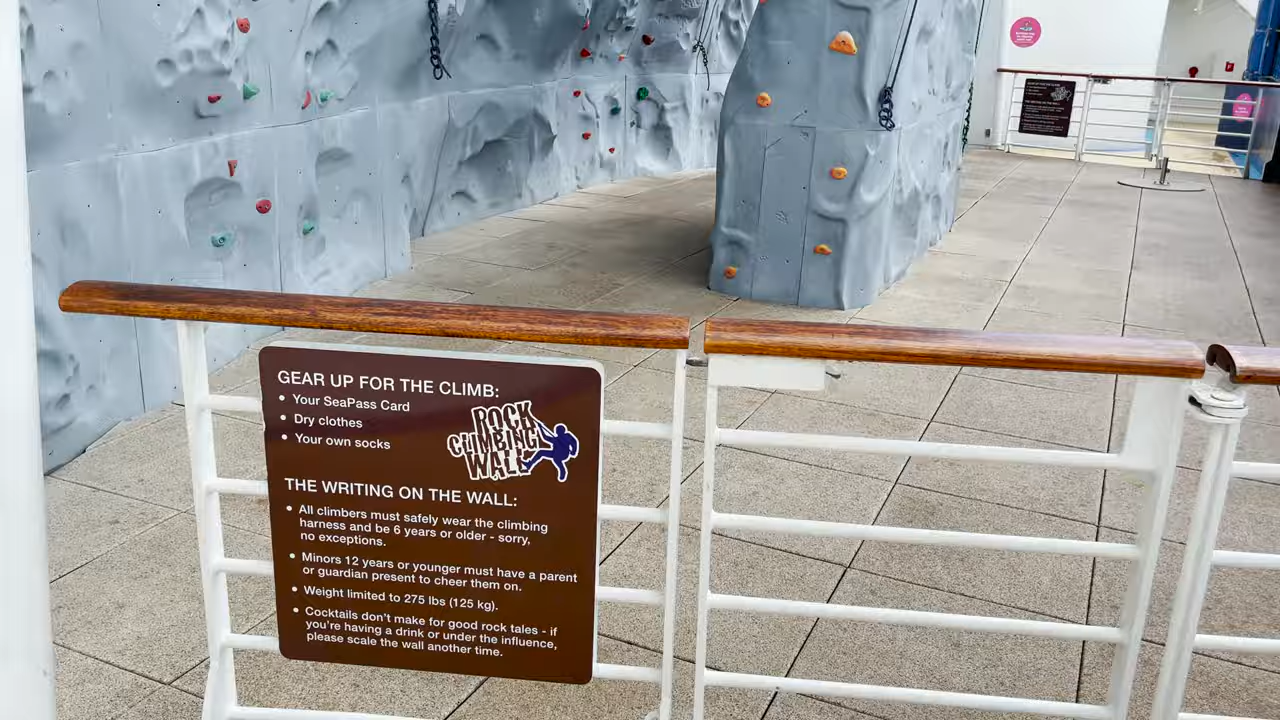 GEAR UP FOR THE CLIMB:
• Your SeaPass Card
• Dry clothes
• Your own socks
ROCK
CLIMBING
WALL
THE WRITING ON THE WALL:
• All climbers must safely wear the climbing
harness and be 6 years or older - sorry,
no exceptions.
• Minors 12 years or younger must have a parent
or guardian present to cheer them on.
• Weight limited to 275 lbs (125 kg).
• Cocktails don't make for good rock tales - if
you're having a drink or under the influence,
please scale the wall another time.